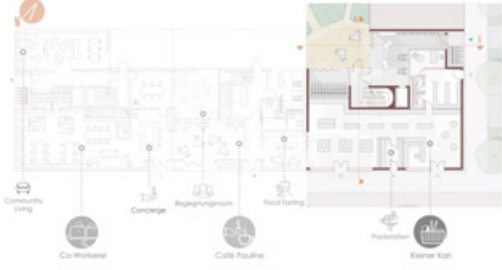 Community
Living
Concierge
Begegnungsraum
Food Tasting
Packstation
Co-Workerei
Café Pauline
Kleiner Karl